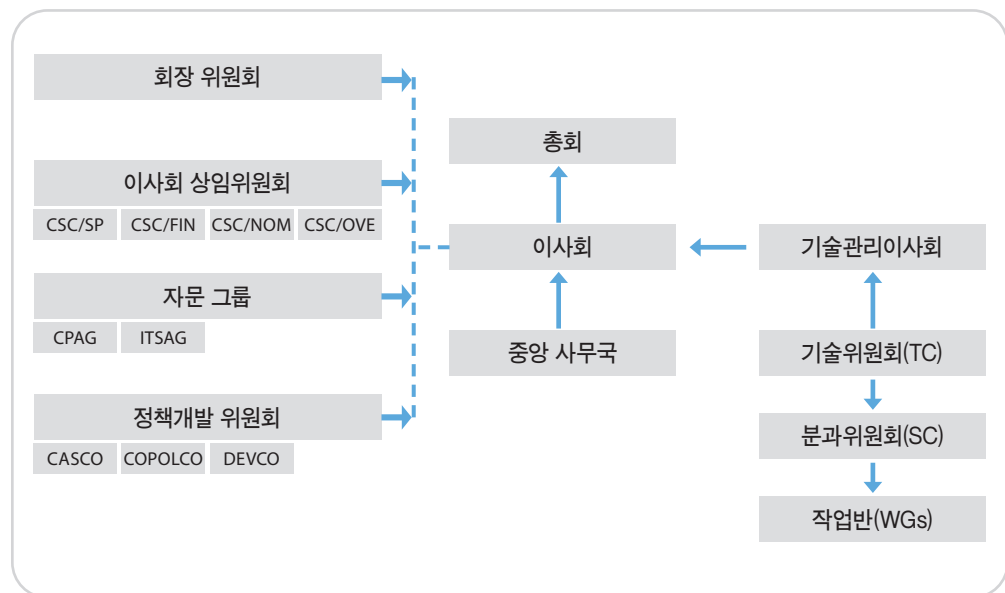 회장 위원회
이사회 상임위원회
CSC/SP CSC/FIN CSC/NOM CSC/OVE
자문 그룹
CPAG ITSAG
정책개발 위원회
CASCO COPOLCO DEVCO
총회
이사회
중앙 사무국
기술관리이사회
기술위원회(TC)
분과위원회(SC)
작업반(WGs)